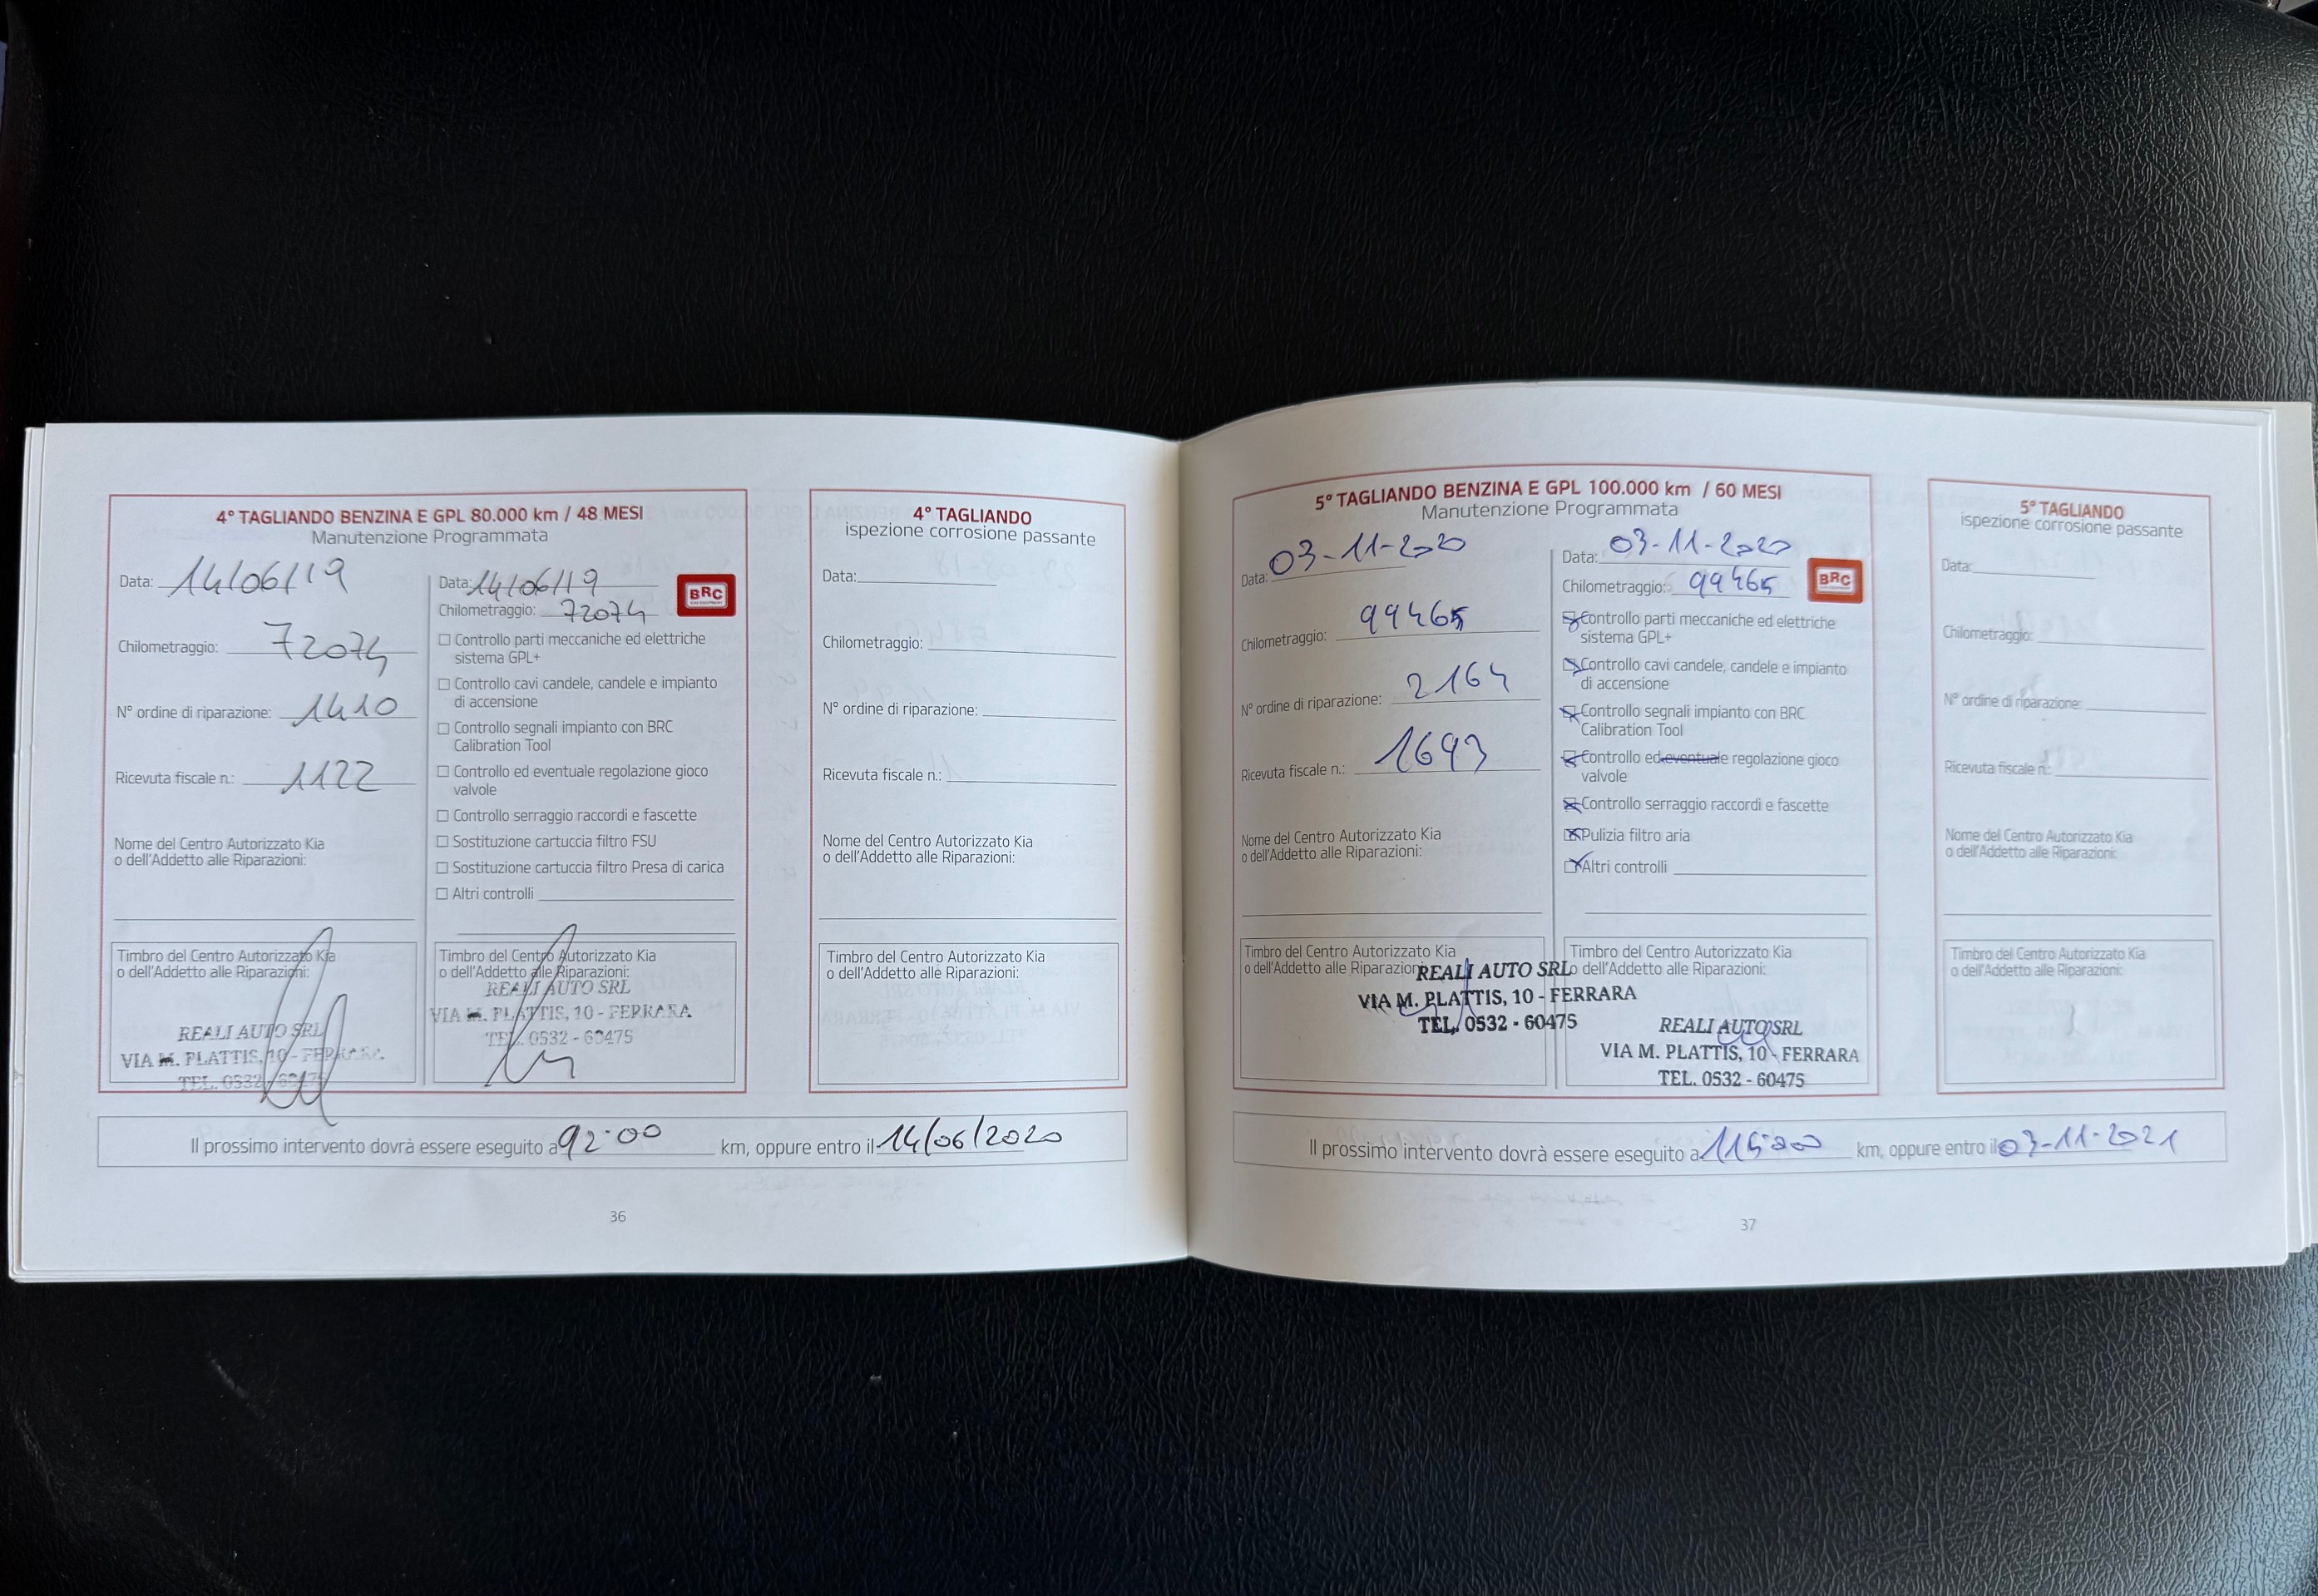 4° TAGLIANDO BENZINA E GPL 80.000 km / 48 MESI
Manutenzione Programmata
Data: 14/06/19
Chilometraggio: 72074
N° ordine di riparazione: 1410
Ricevuta fiscale n.: 1122
Nome del Centro Autorizzato Kia
o dell'Addetto alle Riparazioni:
Timbro del Centro Autorizzato Kia
o dell'Addetto alle Riparazioni:
REALI AUTO SRL
VIA M. PLATTIS, 10 - FERRARA
TEL. 0532 - 60475
Data: 14/06/19
Chilometraggio: 72074
BRC
☐ Controllo parti meccaniche ed elettriche
sistema GPL+
☐ Controllo cavi candele, candele e impianto
di accensione
☐ Controllo segnali impianto con BRC
Calibration Tool
☐ Controllo ed eventuale regolazione gioco
valvole
☐ Controllo serraggio raccordi e fascette
☐ Sostituzione cartuccia filtro FSU
☐ Sostituzione cartuccia filtro Presa di carica
☐ Altri controlli
Timbro del Centro Autorizzato Kia
o dell'Addetto alle Riparazioni:
REALI AUTO SRL
VIA M. PLATTIS, 10 - FERRARA
TEL. 0532 - 60475
4° TAGLIANDO
ispezione corrosione passante
Data:
Chilometraggio:
N° ordine di riparazione:
Ricevuta fiscale n.:
Nome del Centro Autorizzato Kia
o dell'Addetto alle Riparazioni:
Timbro del Centro Autorizzato Kia
o dell'Addetto alle Riparazioni:
Il prossimo intervento dovrà essere eseguito a 92.00 km, oppure entro il 14/06/2020
36
5° TAGLIANDO BENZINA E GPL 100.000 km / 60 MESI
Manutenzione Programmata
Data: 03-11-2020
Chilometraggio: 99465
N° ordine di riparazione: 2164
Ricevuta fiscale n.: 1693
Nome del Centro Autorizzato Kia
o dell'Addetto alle Riparazioni:
Timbro del Centro Autorizzato Kia
o dell'Addetto alle Riparazioni:
REALI AUTO SRL
VIA M. PLATTIS, 10 - FERRARA
TEL. 0532 - 60475
Data: 03-11-2020
Chilometraggio: 99465
BRC
☒ Controllo parti meccaniche ed elettriche
sistema GPL+
☒ Controllo cavi candele, candele e impianto
di accensione
☒ Controllo segnali impianto con BRC
Calibration Tool
☒ Controllo ed eventuale regolazione gioco
valvole
☒ Controllo serraggio raccordi e fascette
☒ Pulizia filtro aria
☒ Altri controlli
Timbro del Centro Autorizzato Kia
o dell'Addetto alle Riparazioni:
REALI AUTO SRL
VIA M. PLATTIS, 10 - FERRARA
TEL. 0532 - 60475
5° TAGLIANDO
ispezione corrosione passante
Data:
Chilometraggio:
N° ordine di riparazione:
Ricevuta fiscale n.:
Nome del Centro Autorizzato Kia
o dell'Addetto alle Riparazioni:
Timbro del Centro Autorizzato Kia
o dell'Addetto alle Riparazioni:
Il prossimo intervento dovrà essere eseguito a km, oppure entro il 03-11-2021
37